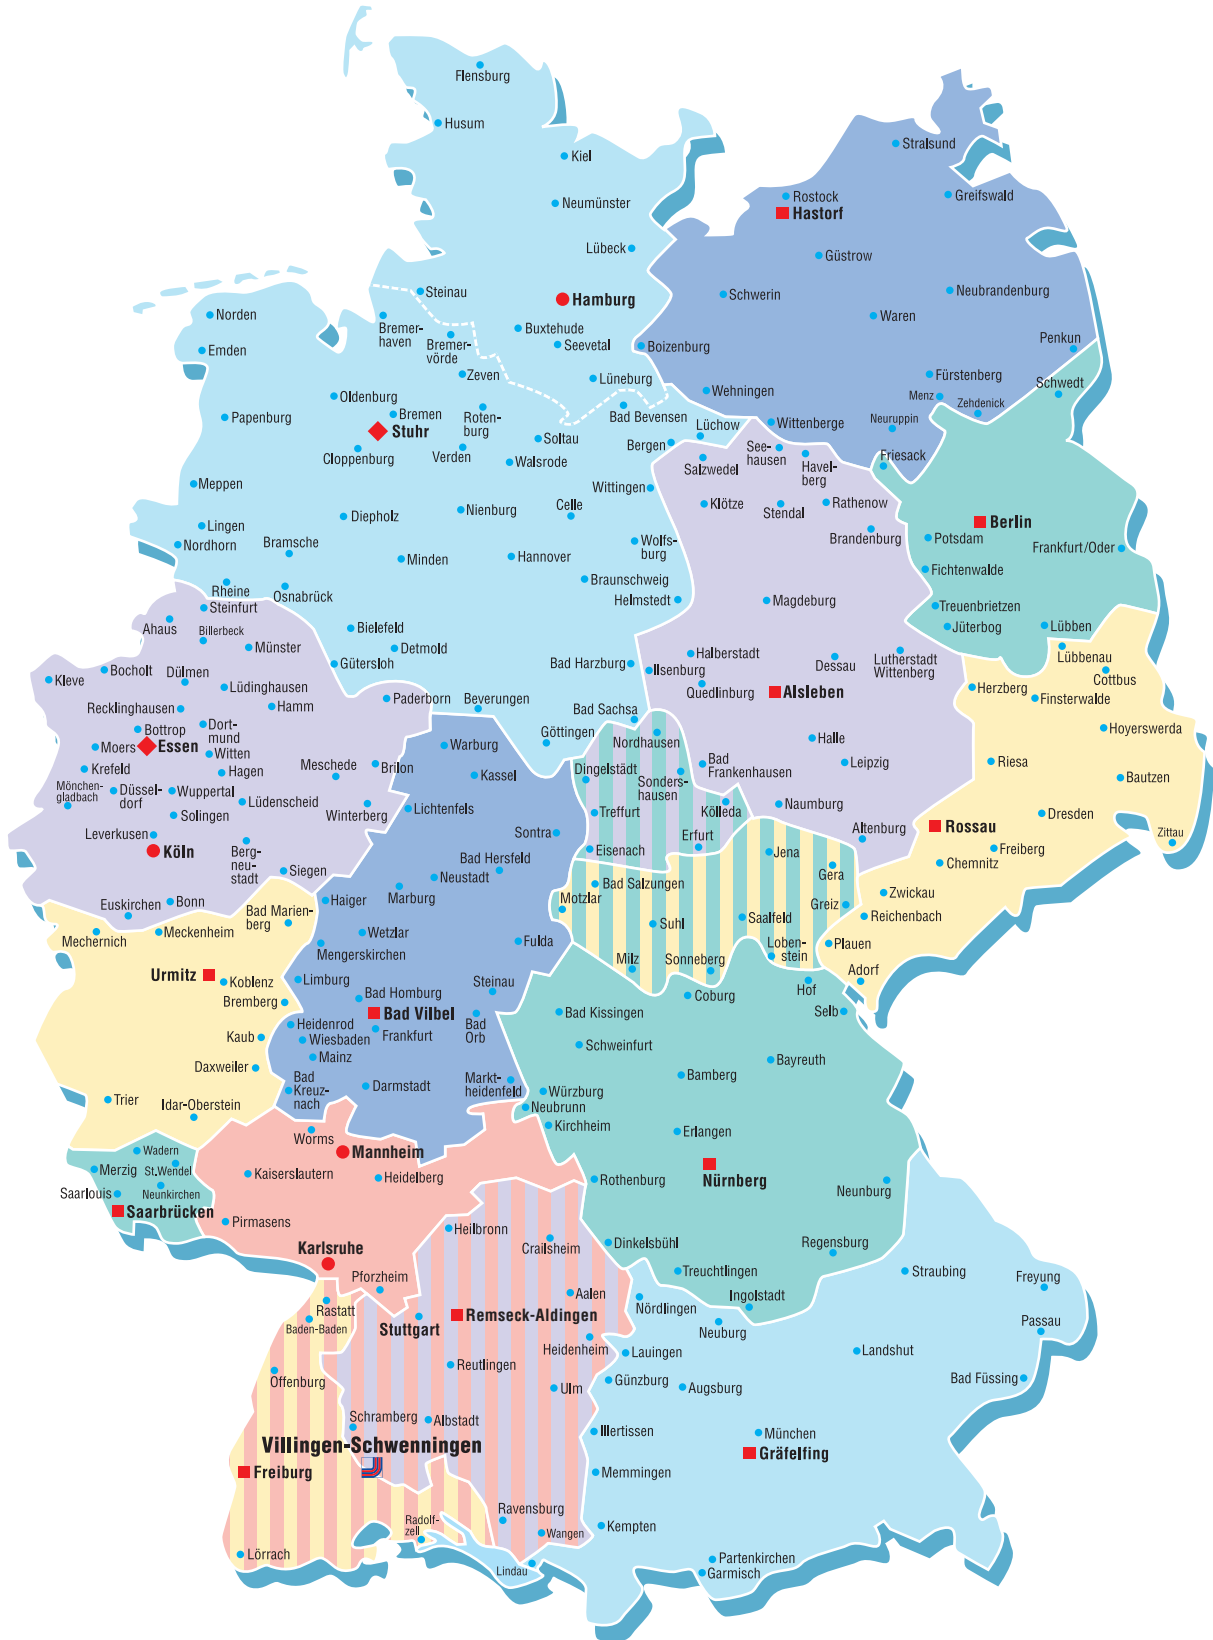 Flensburg
Husum
Stralsund
Kiel
Rostock
Greifswald
Neumünster
Hastorf
Lübeck
Güstrow
Steinau
Hamburg
Schwerin
Neubrandenburg
Norden
Bremer-
haven
Bremer-
vörde
Buxtehude
Seevetal
Waren
Emden
Boizenburg
Penkun
Zeven
Lüneburg
Fürstenberg
Schwedt
Oldenburg
Wehningen
Menz
Zehdenick
Papenburg
Bremen
Roten-
burg
Bad Bevensen
Stuhr
Lüchow
Wittenberge
Neuruppin
Cloppenburg
Verden
Soltau
Bergen
See-
hausen
Havel-
berg
Friesack
Walsrode
Salzwedel
Meppen
Wittingen
Klötze
Stendal
Rathenow
Lingen
Diepholz
Nienburg
Celle
Brandenburg
Berlin
Nordhorn
Bramsche
Minden
Hannover
Wolfs-
burg
Potsdam
Frankfurt/Oder
Rheine
Osnabrück
Braunschweig
Fichtenwalde
Steinfurt
Helmstedt
Magdeburg
Treuenbrietzen
Ahaus
Billerbeck
Bielefeld
Jüterbog
Lübben
Münster
Detmold
Gütersloh
Bad Harzburg
Ilsenburg
Halberstadt
Dessau
Lutherstadt
Wittenberg
Lübbenau
Kleve
Bocholt
Dülmen
Cottbus
Lüdinghausen
Paderborn
Beverungen
Quedlinburg
Alsleben
Herzberg
Finsterwalde
Recklinghausen
Hamm
Bad Sachsa
Bottrop
Dort-
mund
Göttingen
Nordhausen
Halle
Hoyerswerda
Moers
Essen
Witten
Warburg
Krefeld
Hagen
Meschede
Brilon
Kassel
Dingelstädt
Sonders-
hausen
Bad
Frankenhausen
Leipzig
Riesa
Bautzen
Mönchen-
gladbach
Düssel-
dorf
Wuppertal
Lüdenscheid
Winterberg
Lichtenfels
Treffurt
Kölleda
Naumburg
Solingen
Dresden
Leverkusen
Sontra
Erfurt
Altenburg
Rossau
Zittau
Köln
Berg-
neu-
stadt
Bad Hersfeld
Eisenach
Jena
Freiberg
Chemnitz
Siegen
Neustadt
Marburg
Bad Salzungen
Gera
Zwickau
Euskirchen
Bonn
Haiger
Motzlar
Greiz
Reichenbach
Bad Marien-
berg
Suhl
Saalfeld
Mechernich
Meckenheim
Wetzlar
Fulda
Mengerskirchen
Loben-
stein
Plauen
Urmitz
Koblenz
Limburg
Steinau
Milz
Sonneberg
Adorf
Bremberg
Bad Homburg
Coburg
Hof
Bad Vilbel
Bad
Orb
Bad Kissingen
Selb
Kaub
Heidenrod
Wiesbaden
Frankfurt
Mainz
Schweinfurt
Daxweiler
Bayreuth
Bad
Kreuz-
nach
Darmstadt
Markt-
heidenfeld
Würzburg
Bamberg
Trier
Idar-Oberstein
Neubrunn
Worms
Kirchheim
Erlangen
Wadern
Mannheim
Merzig
St.Wendel
Kaiserslautern
Heidelberg
Rothenburg
Nürnberg
Neunburg
Saarlouis
Neunkirchen
Saarbrücken
Pirmasens
Heilbronn
Crailsheim
Dinkelsbühl
Regensburg
Karlsruhe
Pforzheim
Treuchtlingen
Straubing
Freyung
Rastatt
Aalen
Nördlingen
Ingolstadt
Baden-Baden
Stuttgart
Remseck-Aldingen
Neuburg
Passau
Heidenheim
Lauingen
Landshut
Offenburg
Reutlingen
Günzburg
Augsburg
Bad Füssing
Ulm
Schramberg
Albstadt
Illertissen
München
Villingen-Schwenningen
Gräfelfing
Freiburg
Memmingen
Radolf-
zell
Ravensburg
Wangen
Kempten
Lörrach
Lindau
Partenkirchen
Garmisch